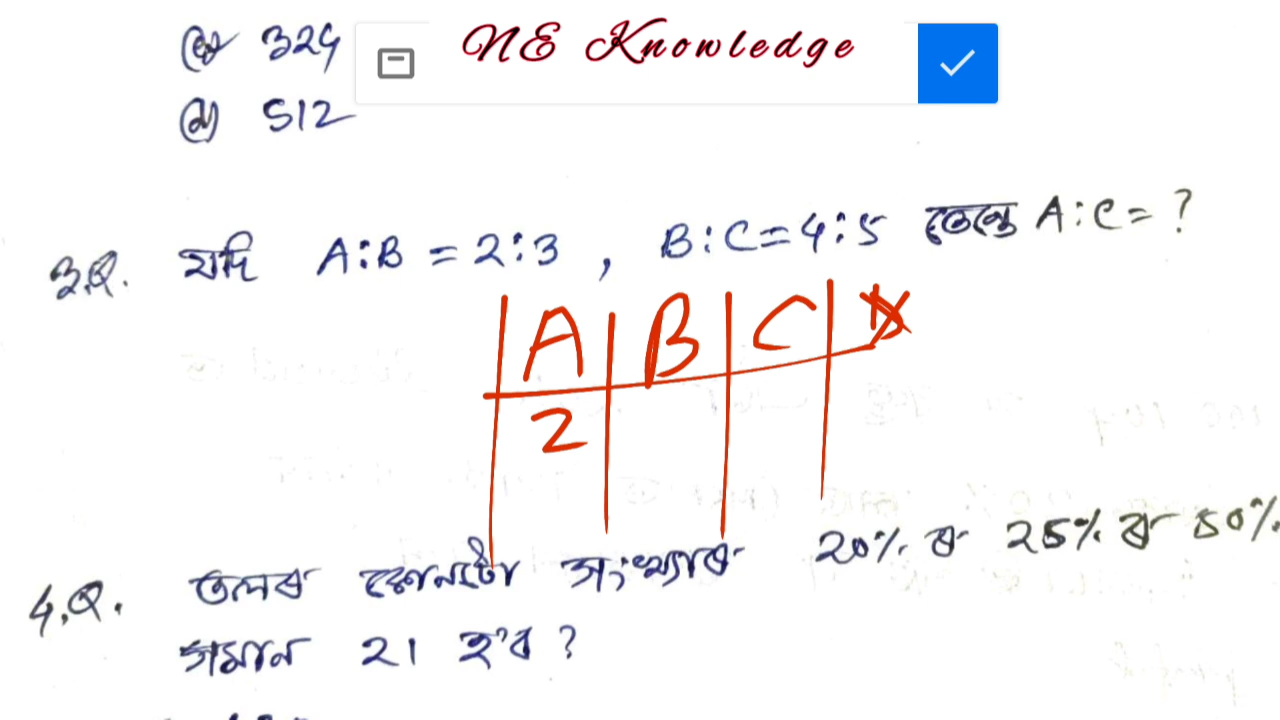 324
NE Knowledge
512
3.Q. যদি A:B = 2:3 , B:C=4:5 তেন্তে A:C=?
A B C
2
4.Q. তলৰ কোনটো সংখ্যাৰ 20% ৰ 25% ৰ 50%
সমান 21 হ'ব ?